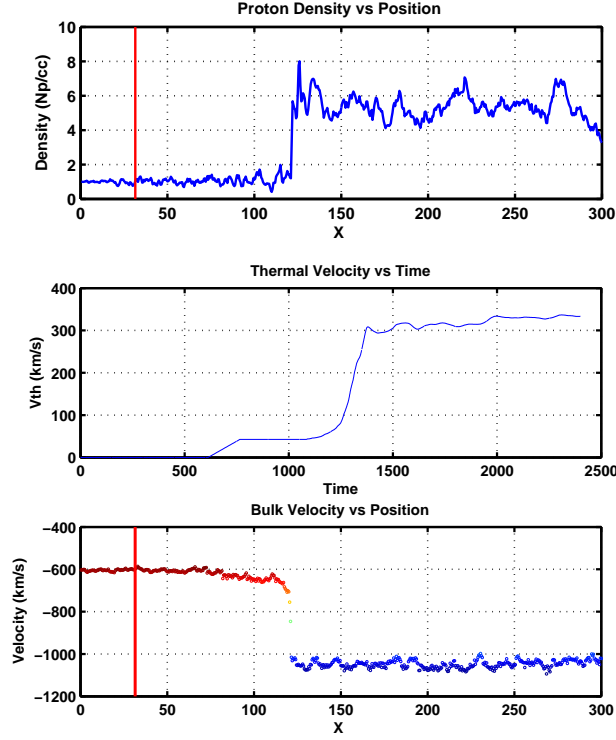 Proton Density vs Position
10
8
6
4
2
0
Density (Np/cc)
0 50 100 150 200 250 300
X
Thermal Velocity vs Time
400
300
200
100
0
Vth (km/s)
0 500 1000 1500 2000 2500
Time
Bulk Velocity vs Position
−400
−600
−800
−1000
−1200
Velocity (km/s)
0 50 100 150 200 250 300
X